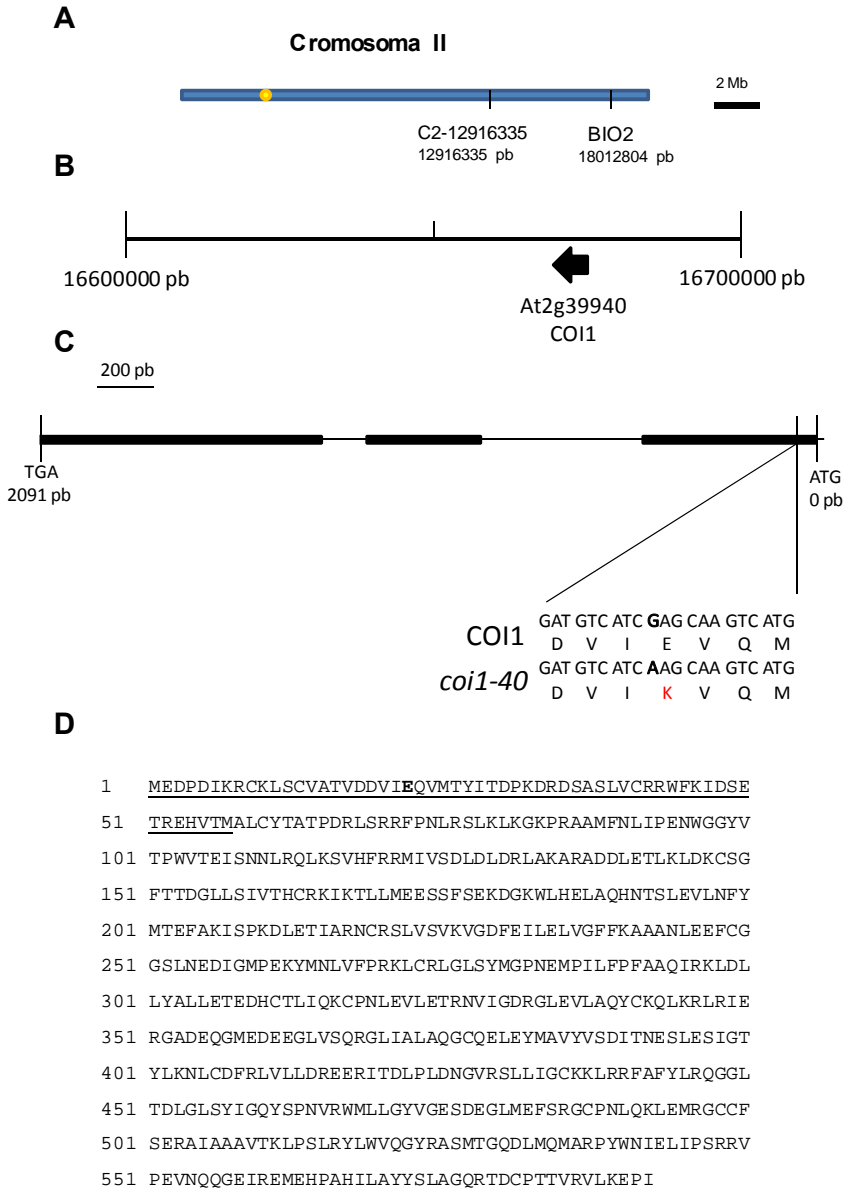 A
Cromosoma II
2 Mb
C2-12916335
12916335 pb
BIO2
18012804 pb
B
16600000 pb
16700000 pb
At2g39940
COI1
C
200 pb
TGA
2091 pb
ATG
0 pb
COI1 GAT GTC ATC GAG CAA GTC ATG
D V I E V Q M
coi1-40 GAT GTC ATC AAG CAA GTC ATG
D V I K V Q M
D
1 MEDPDIKRCKLSCVATVDDVIEQVMTYITDPKDRDSASLVCRRWFKIDSE
51 TREHVTMALCYTATPDRLSRRFPNLRSLKLKGKPRAAMFNLIPENWGGYV
101 TPWVTEISNNLRQLKSVHFRRMIVSDLDLDRLAKARADDLETLKLDKCSG
151 FTTDGLLSIVTHCRKIKTLLMEESSFSEKDGKWLHELAQHNTSLEVLNFY
201 MTEFAKISPKDLETIARNCRSLVSVKVGDFEILELVGFFKAAANLEEFCG
251 GSLNEDIGMPEKYMNLVFPRKLCRLGLSYMGPNEMPILFPFAAQIRKLDL
301 LYALLETEDHCTLIQKCPNLEVLETRNVIGDRGLEVLAQYCKQLKRLRIE
351 RGADEQGMEDEEGLVSQRGLIALAQGCQELEYMAVYVSDITNESLESIGT
401 YLKNLCDFRLVLLDREERITDLPLDNGVRSLLIGCKKLRRFAFYLRQGGL
451 TDLGLSYIGQYSPNVRWMLLGYVGESDEGLMEFSRGCPNLQKLEMRGCCF
501 SERAIAAAVTKLPSLRYLWVQGYRASMTGQDLMQMARPYWNIELIPSRRV
551 PEVNQQGEIREMEHPAHILAYYSLAGQRTDCPTTVRVLKEPI